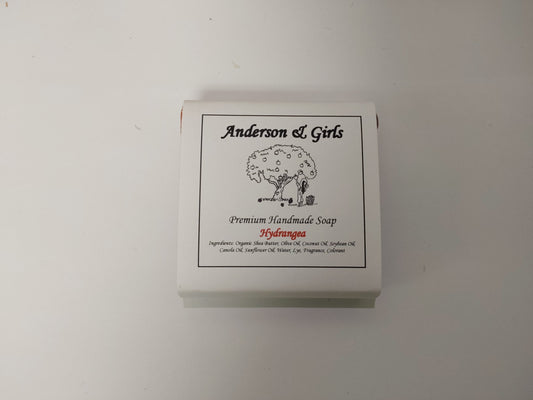 Anderson & Girls
Premium Handmade Soap
Hydrangea
Ingredients: Organic Shea Butter, Olive Oil, Coconut Oil, Soybean Oil,
Canola Oil, Sunflower Oil, Water, Lye, Fragrance, Colorant